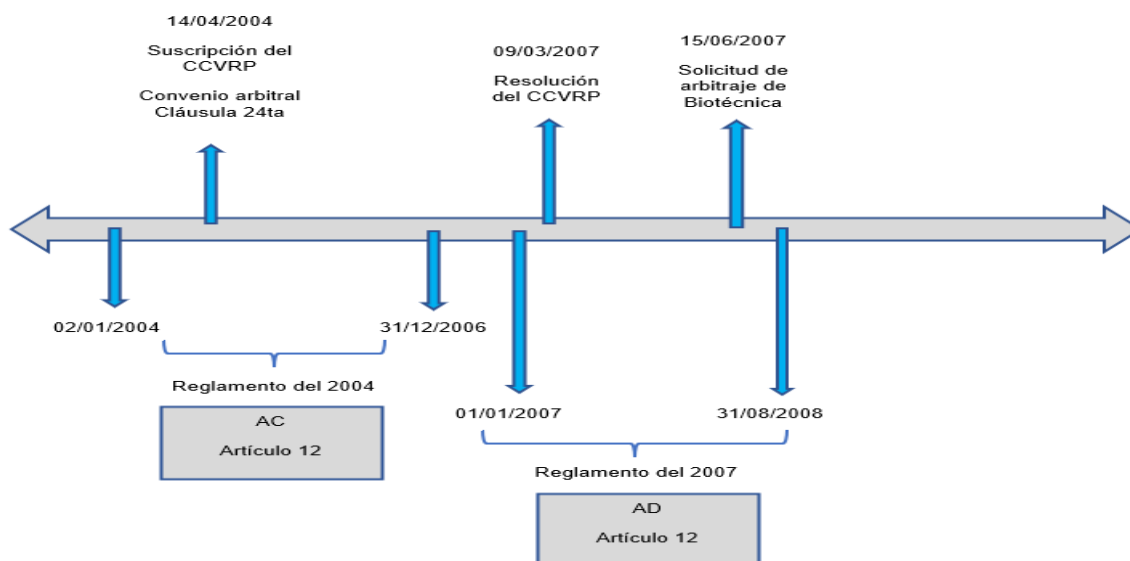 14/04/2004
Suscripción del
CCVRP
Convenio arbitral
Cláusula 24ta
09/03/2007
Resolución
del CCVRP
15/06/2007
Solicitud de
arbitraje de
Biotécnica
02/01/2004
31/12/2006
Reglamento del 2004
AC
Artículo 12
01/01/2007
31/08/2008
Reglamento del 2007
AD
Artículo 12